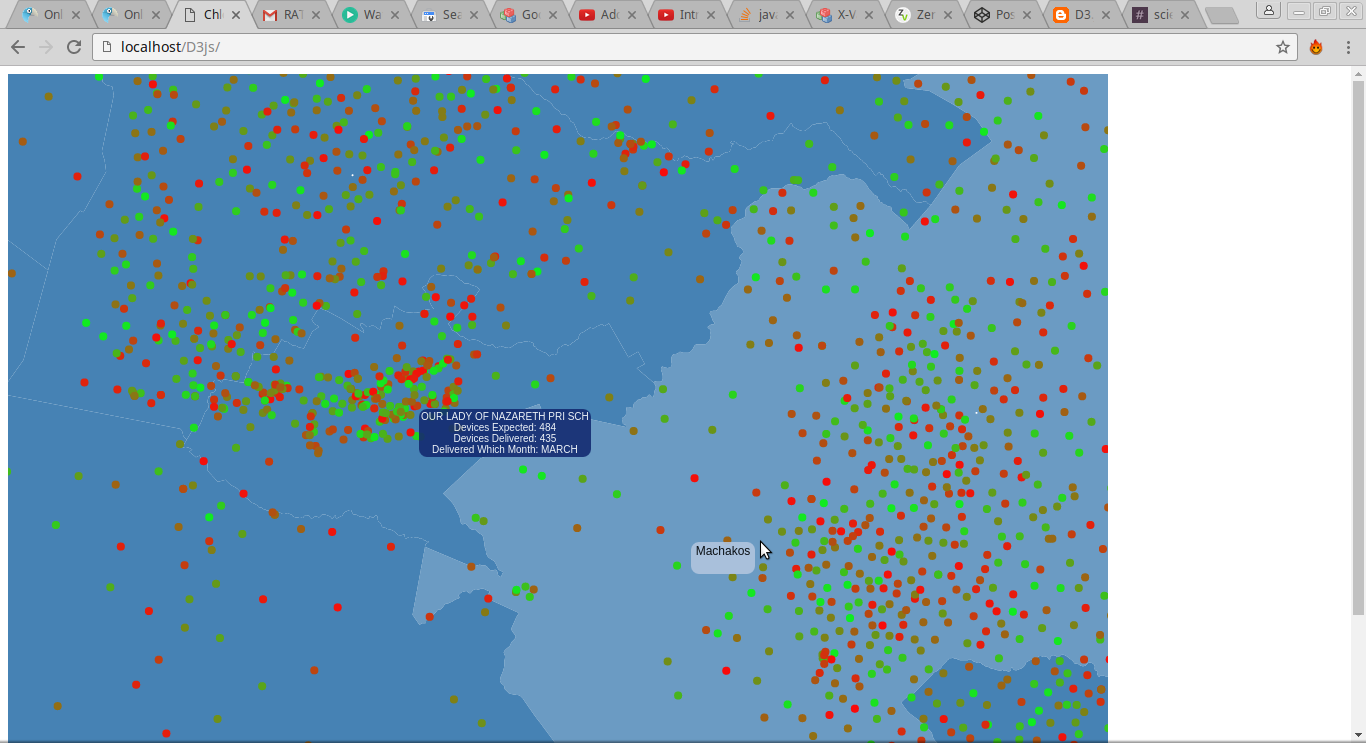 Onl
Onl
Chl
RAT
Wa
Sea
Goo
Add
Intr
java
X-V
Zer
Pos
D3.
scie
localhost/D3js/
OUR LADY OF NAZARETH PRI SCH
Devices Expected: 484
Devices Delivered: 435
Delivered Which Month: MARCH
Machakos